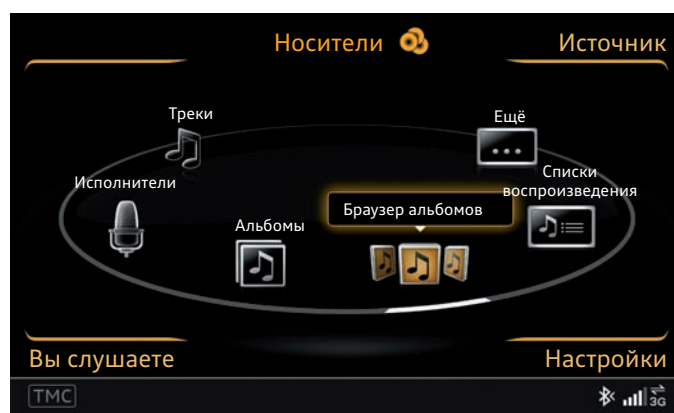 Носители
Источник
Треки
Ещё
Исполнители
Списки
воспроизведения
Браузер альбомов
Альбомы
Вы слушаете
Настройки
TMC
3G